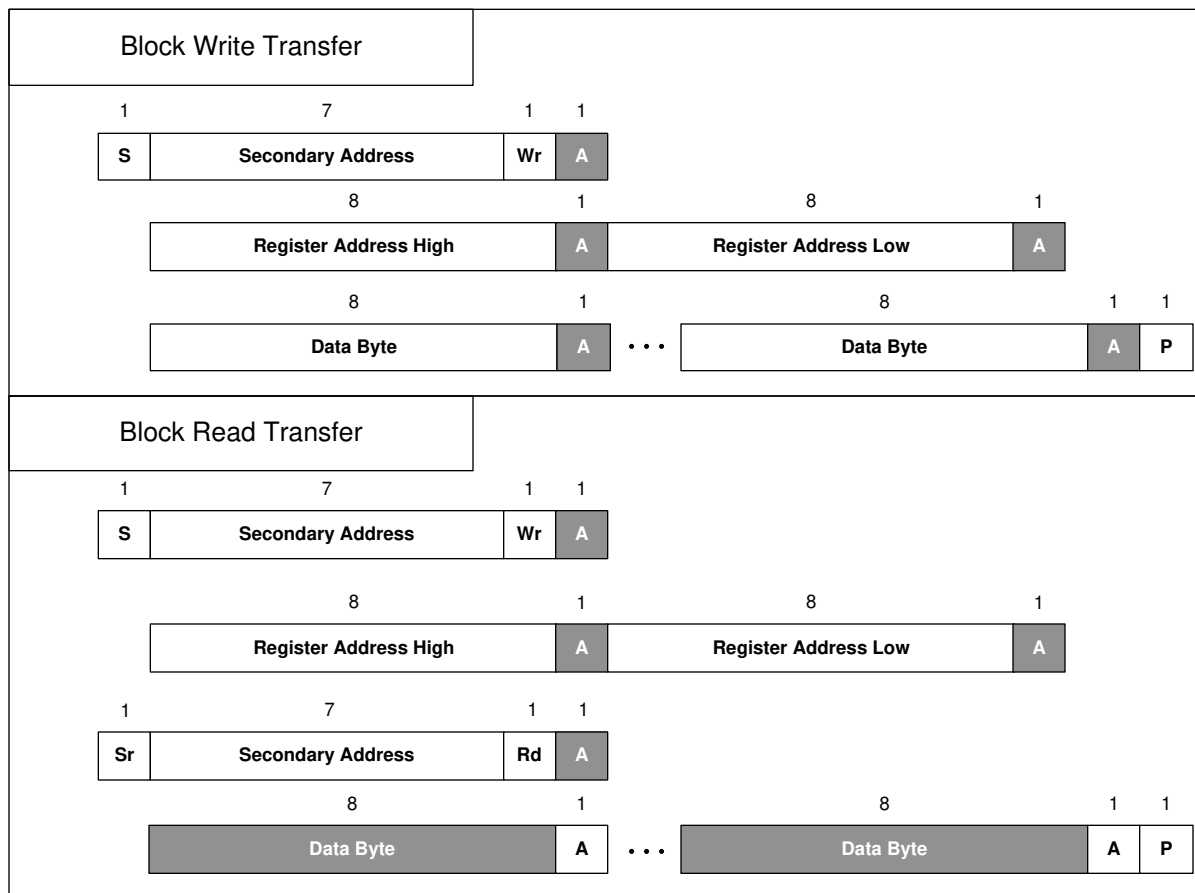 Block Write Transfer
1 7 1 1
S Secondary Address Wr A
8 1 8 1
Register Address High A Register Address Low A
8 1 8 1 1
Data Byte A • • • Data Byte A P
Block Read Transfer
1 7 1 1
S Secondary Address Wr A
8 1 8 1
Register Address High A Register Address Low A
1 7 1 1
Sr Secondary Address Rd A
8 1 8 1 1
Data Byte A • • • Data Byte A P